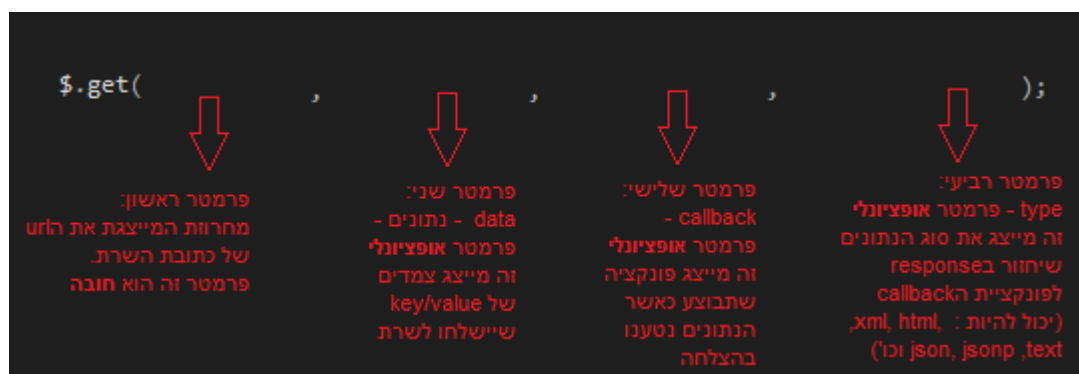 $.get( , , , );
פרמטר ראשון:
מחרוזת המייצגת את הurl
של כתובת השרת.
פרמטר זה הוא חובה
פרמטר שני:
data - נתונים -
פרמטר אופציונלי
זה מייצג צמדים
של key/value
שיישלחו לשרת
פרמטר שלישי:
callback -
פרמטר אופציונלי
זה מייצג פונקציה
שתבוצע כאשר
הנתונים נטענו
בהצלחה
פרמטר רביעי:
type - פרמטר אופציונלי
זה מייצג את סוג הנתונים
שיחזור בresponse
לפונקציית הcallback
(יכול להיות : xml, html,
text, json, jsonp וכו')